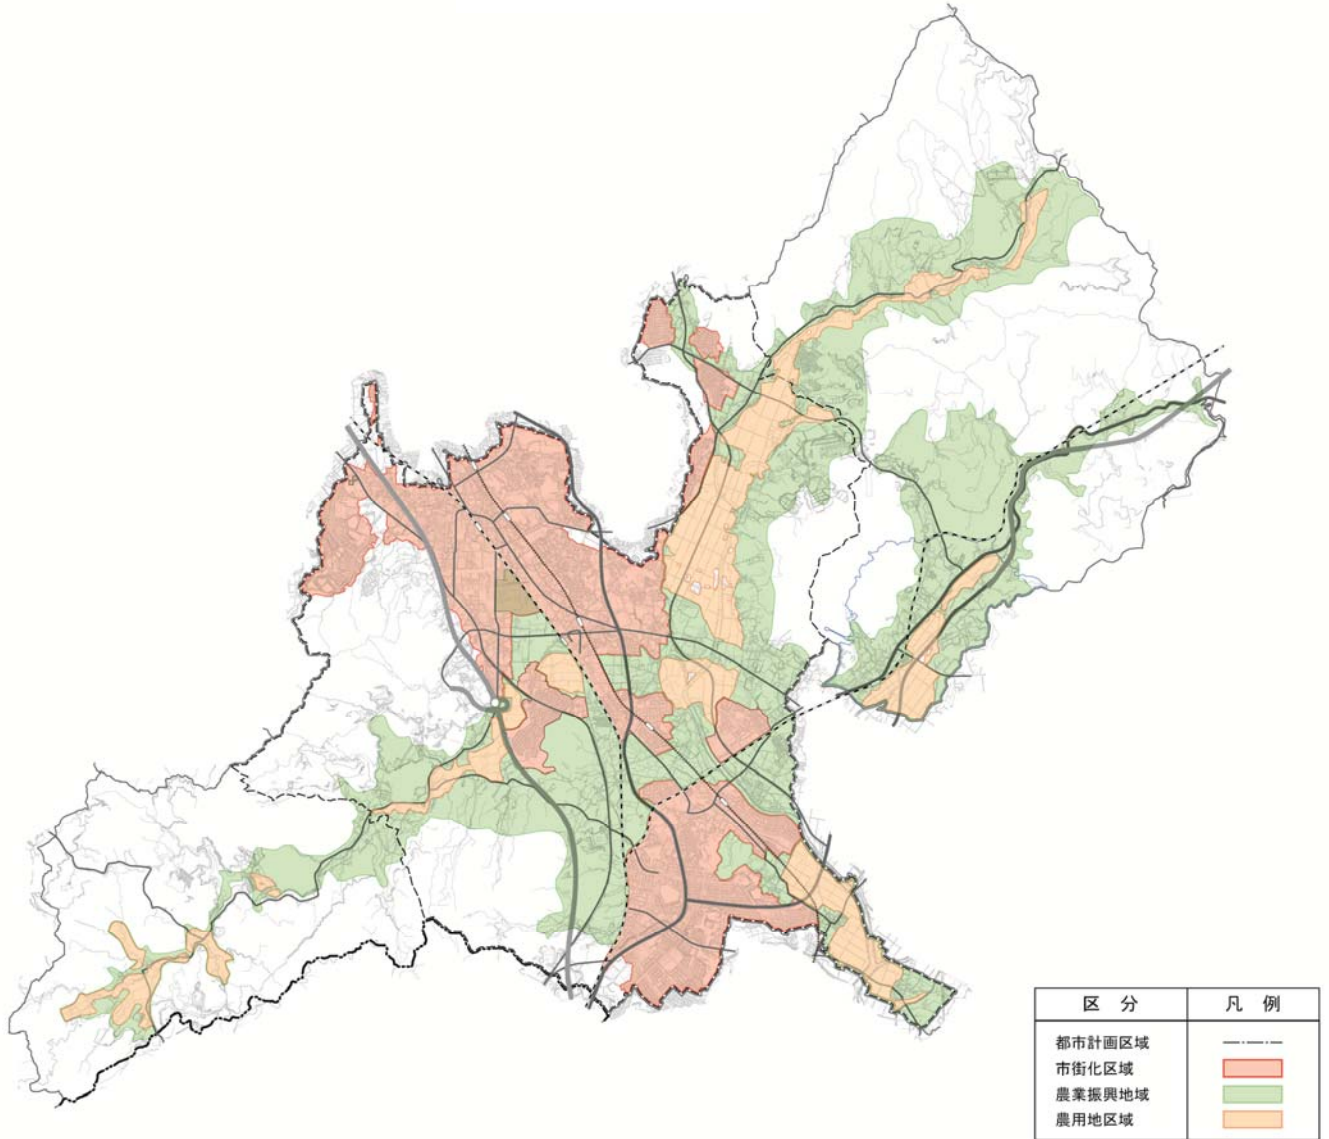 区 分 凡 例
都市計画区域
市街化区域
農業振興地域
農用地区域